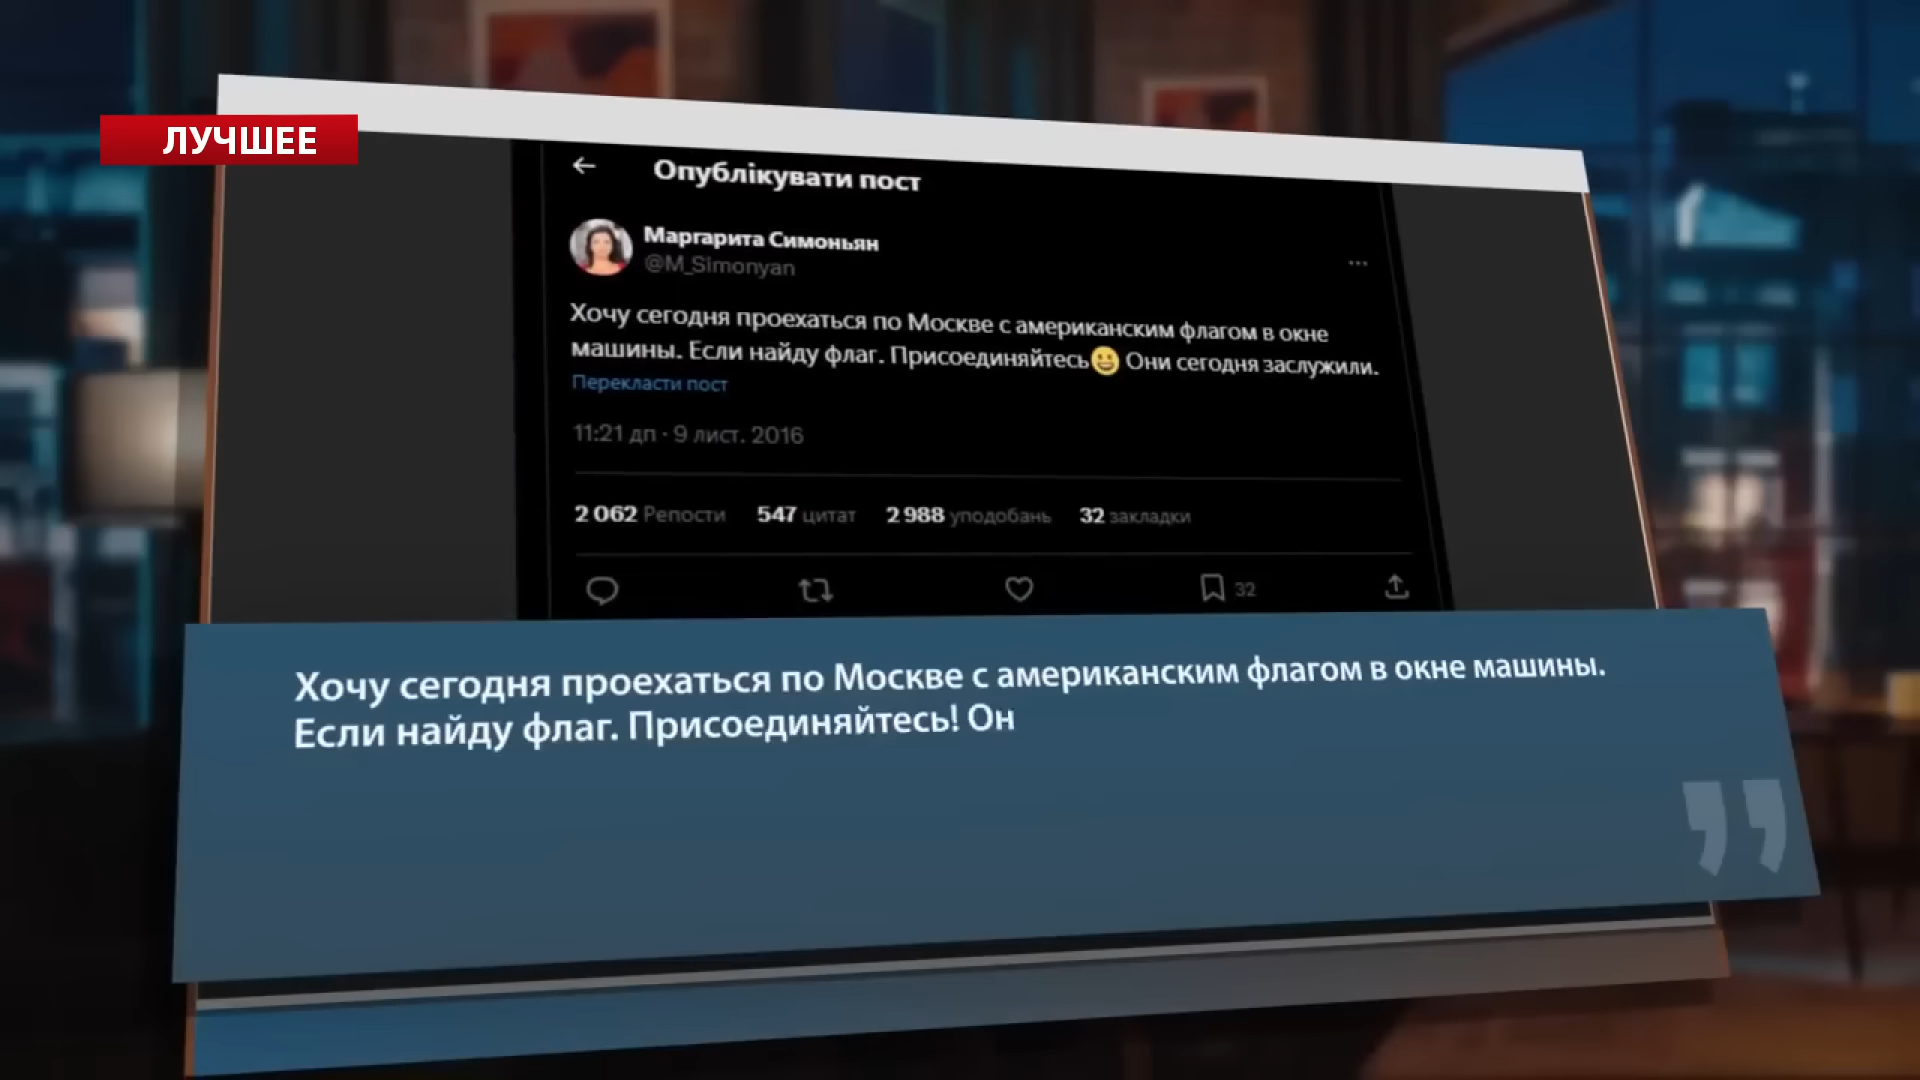 ЛУЧШЕЕ
Опублікувати пост
Маргарита Симоньян
@M_Simonyan
Хочу сегодня проехаться по Москве с американским флагом в окне
машины. Если найду флаг. Присоединяйтесь😀 Они сегодня заслужили.
Перекласти пост
11:21 дп · 9 лист. 2016
2 062 Репости 547 цитат 2 988 уподобань 32 закладки
32
Хочу сегодня проехаться по Москве с американским флагом в окне машины.
Если найду флаг. Присоединяйтесь! Он
”